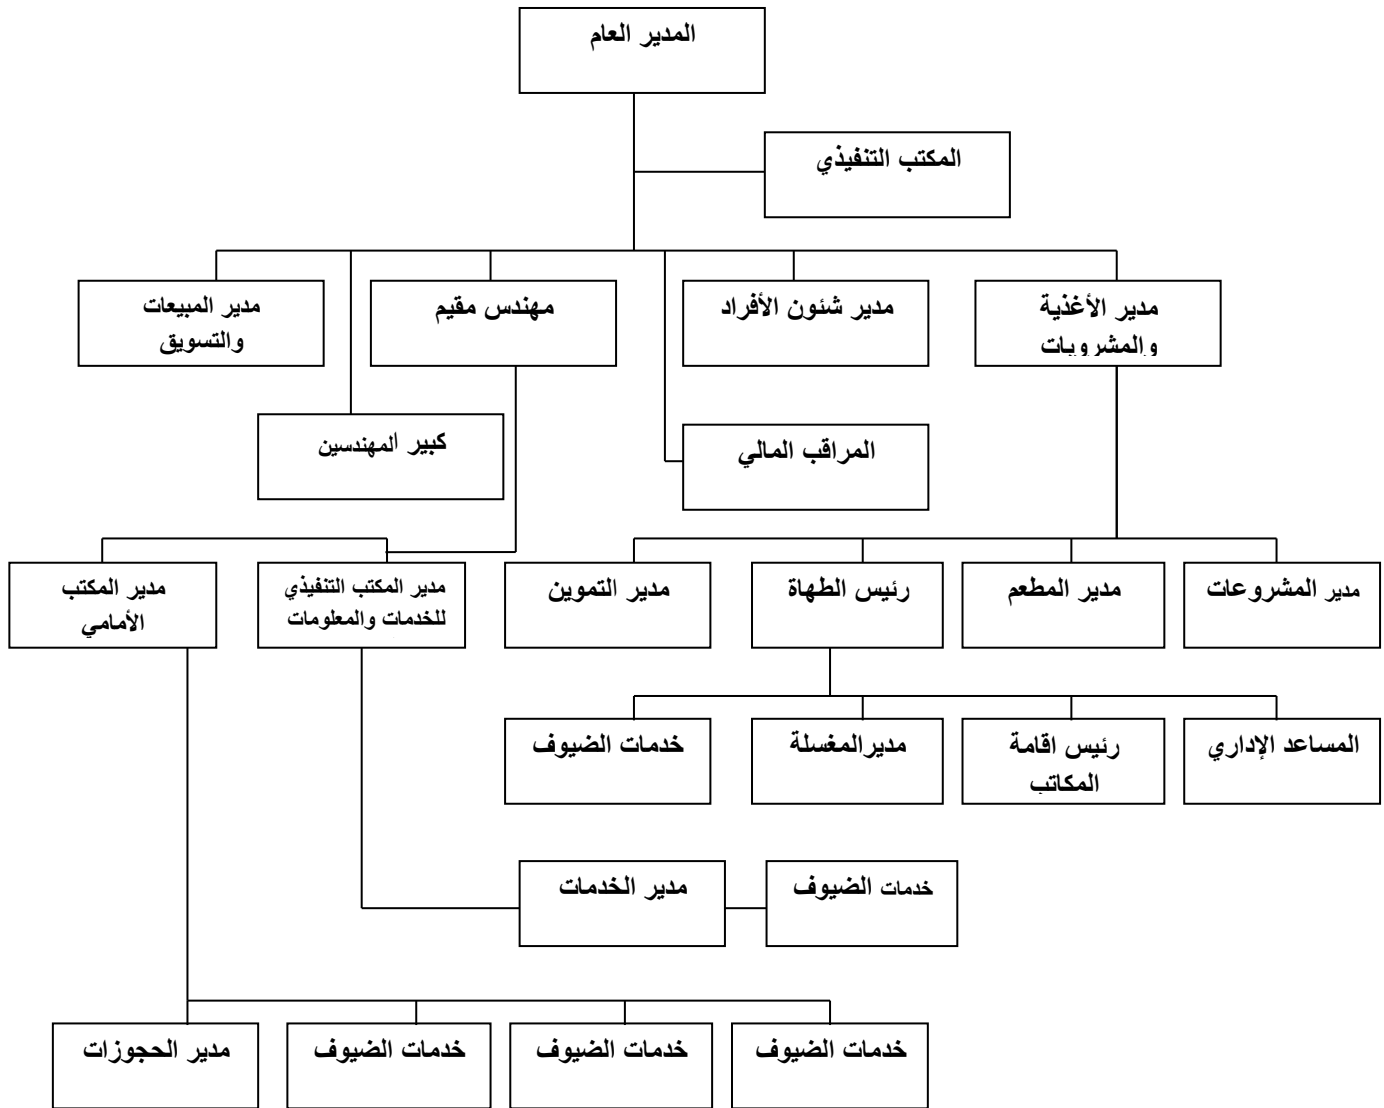 المدير العام
المكتب التنفيذي
مدير الأغذية
والمشروبات
مدير شئون الأفراد
مهندس مقيم
مدير المبيعات
والتسويق
المراقب المالي
كبير المهندسين
مدير المشروعات
مدير المطعم
رئيس الطهاة
مدير التموين
مدير المكتب التنفيذي
للخدمات والمعلومات
مدير المكتب
الأمامي
المساعد الإداري
رئيس اقامة
المكاتب
مديرالمغسلة
خدمات الضيوف
خدمات الضيوف
مدير الخدمات
خدمات الضيوف
خدمات الضيوف
خدمات الضيوف
مدير الحجوزات